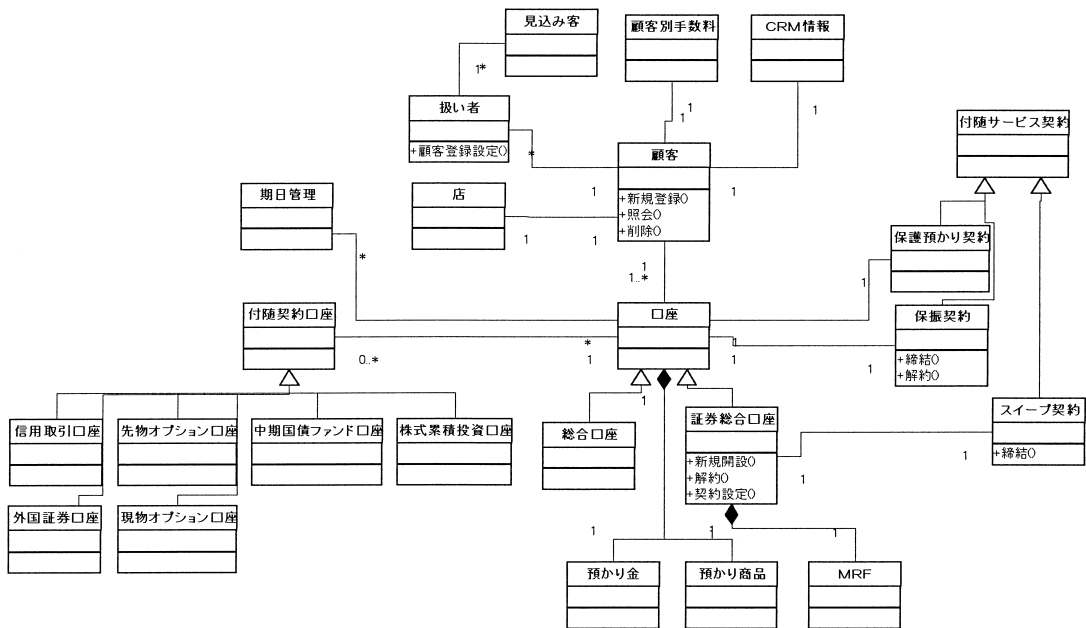 見込み客
顧客別手数料
CRM情報
1*
扱い者
+顧客登録設定()
*
1
1
1
付随サービス契約
顧客
+新規登録()
+照会()
+削除()
1
1
期日管理
店
1
1
*
1
1..*
保護預かり契約
1
付随契約口座
口座
保振契約
+締結()
+解約()
0..*
*
1
1
1
1
信用取引口座
先物オプション口座
中期国債ファンド口座
株式累積投資口座
総合口座
1
証券総合口座
+新規開設()
+解約()
+契約設定()
スイープ契約
+締結()
1
1
外国証券口座
現物オプション口座
1
1
1
預かり金
預かり商品
MRF